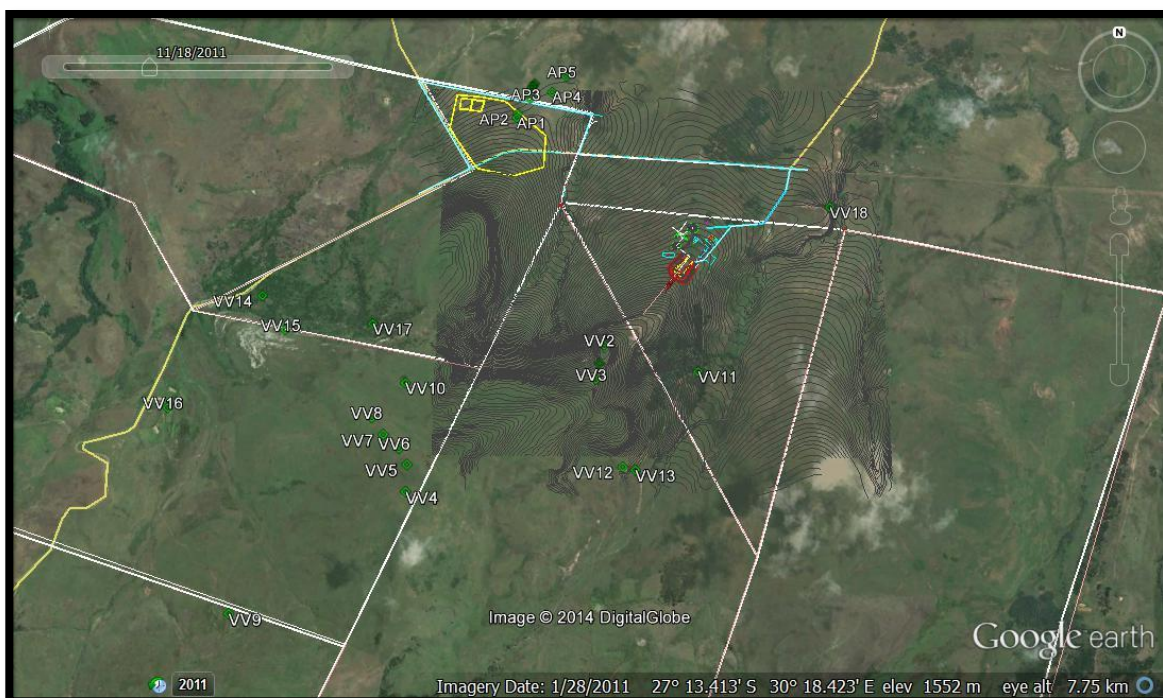 N
11/18/2011
AP5
AP3
AP4
AP2
AP1
VV18
VV14
VV15
VV17
VV2
VV3
VV11
VV10
VV16
VV8
VV7
VV6
VV5
VV12
VV13
VV4
VV9
Image © 2014 DigitalGlobe
Google earth
2011
Imagery Date: 1/28/2011 27° 13.413' S 30° 18.423' E elev 1552 m eye alt 7.75 km